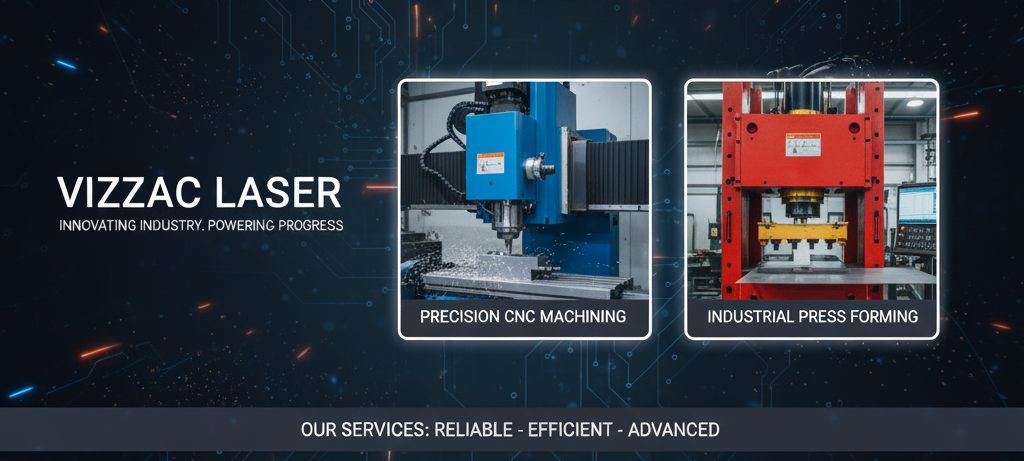 VIZZAC LASER
INNOVATING INDUSTRY. POWERING PROGRESS
PRECISION CNC MACHINING
INDUSTRIAL PRESS FORMING
OUR SERVICES: RELIABLE - EFFICIENT - ADVANCED